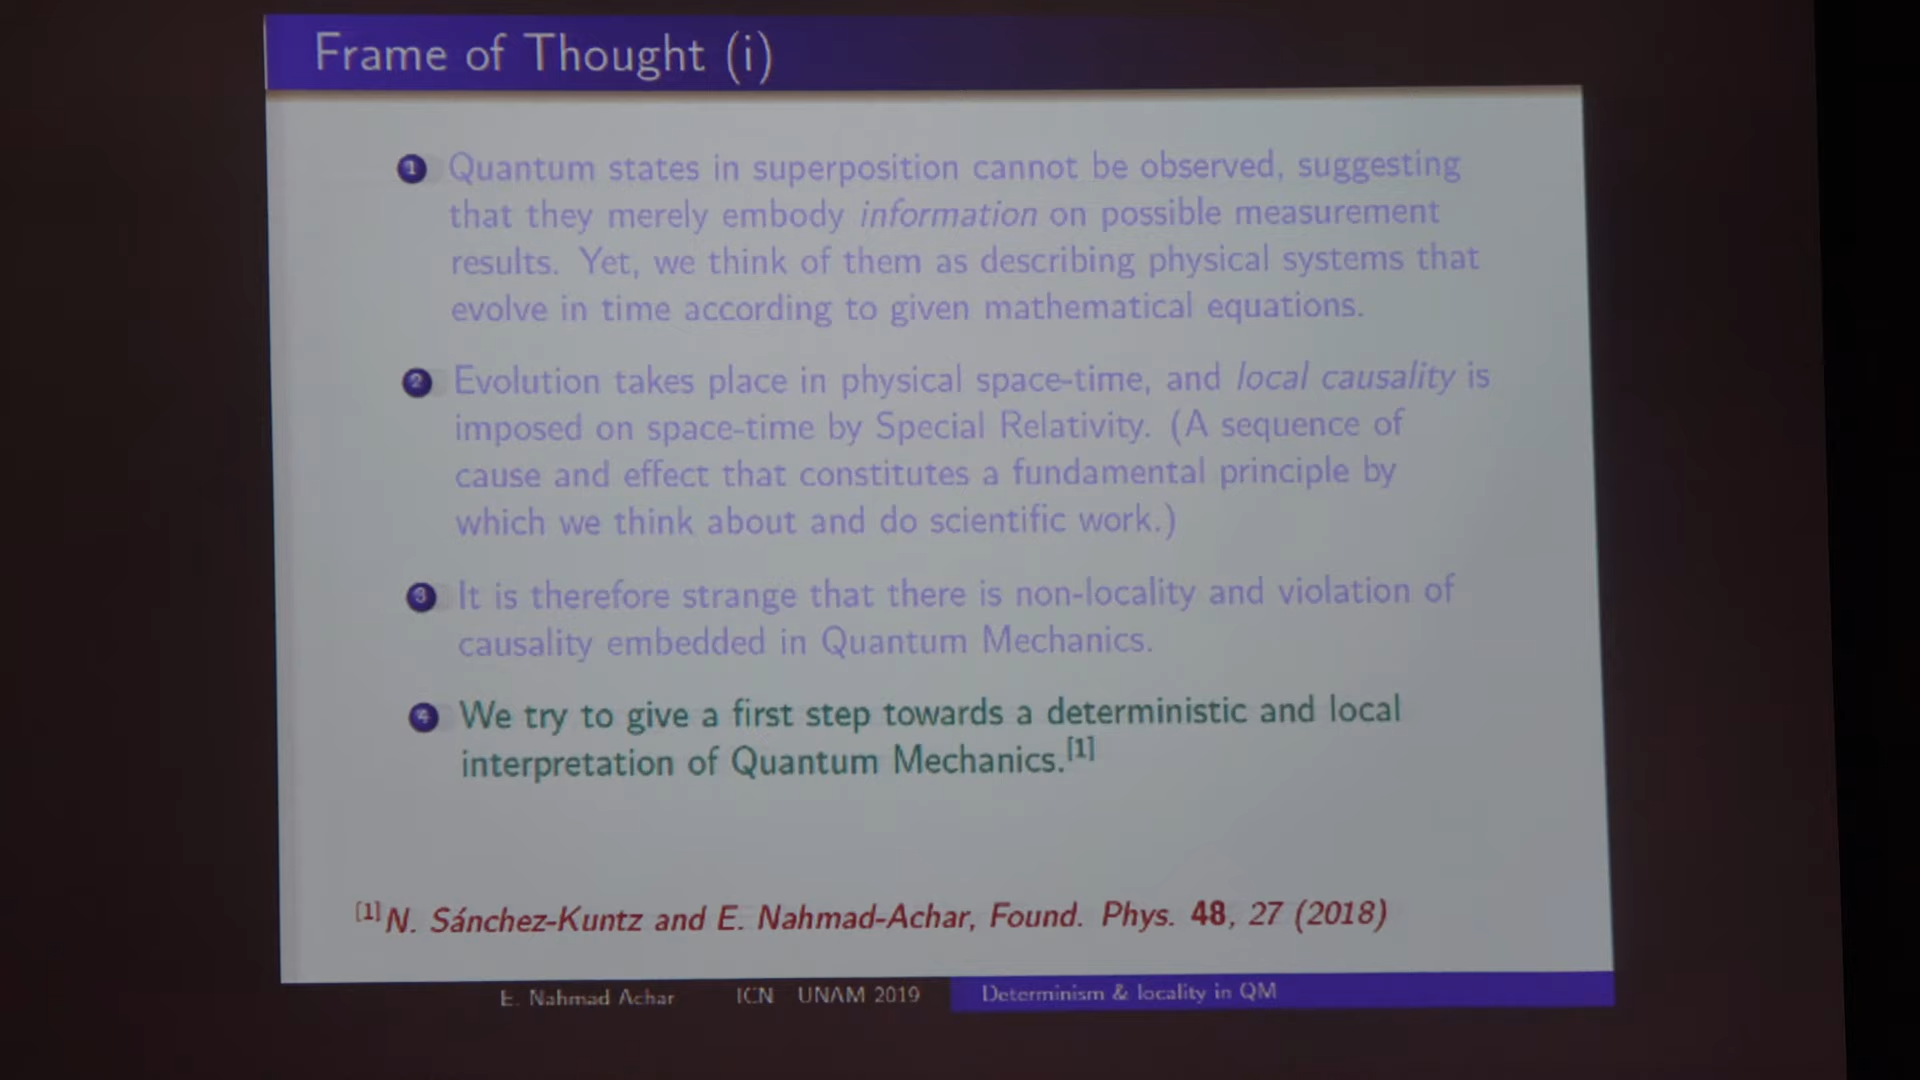 Frame of Thought (i)
1 Quantum states in superposition cannot be observed, suggesting
that they merely embody information on possible measurement
results. Yet, we think of them as describing physical systems that
evolve in time according to given mathematical equations.
2 Evolution takes place in physical space-time, and local causality is
imposed on space-time by Special Relativity. (A sequence of
cause and effect that constitutes a fundamental principle by
which we think about and do scientific work.)
3 It is therefore strange that there is non-locality and violation of
causality embedded in Quantum Mechanics.
4 We try to give a first step towards a deterministic and local
interpretation of Quantum Mechanics.[1]
[1] N. Sánchez-Kuntz and E. Nahmad-Achar, Found. Phys. 48, 27 (2018)
E. Nahmad Achar ICN UNAM 2019 Determinism & locality in QM